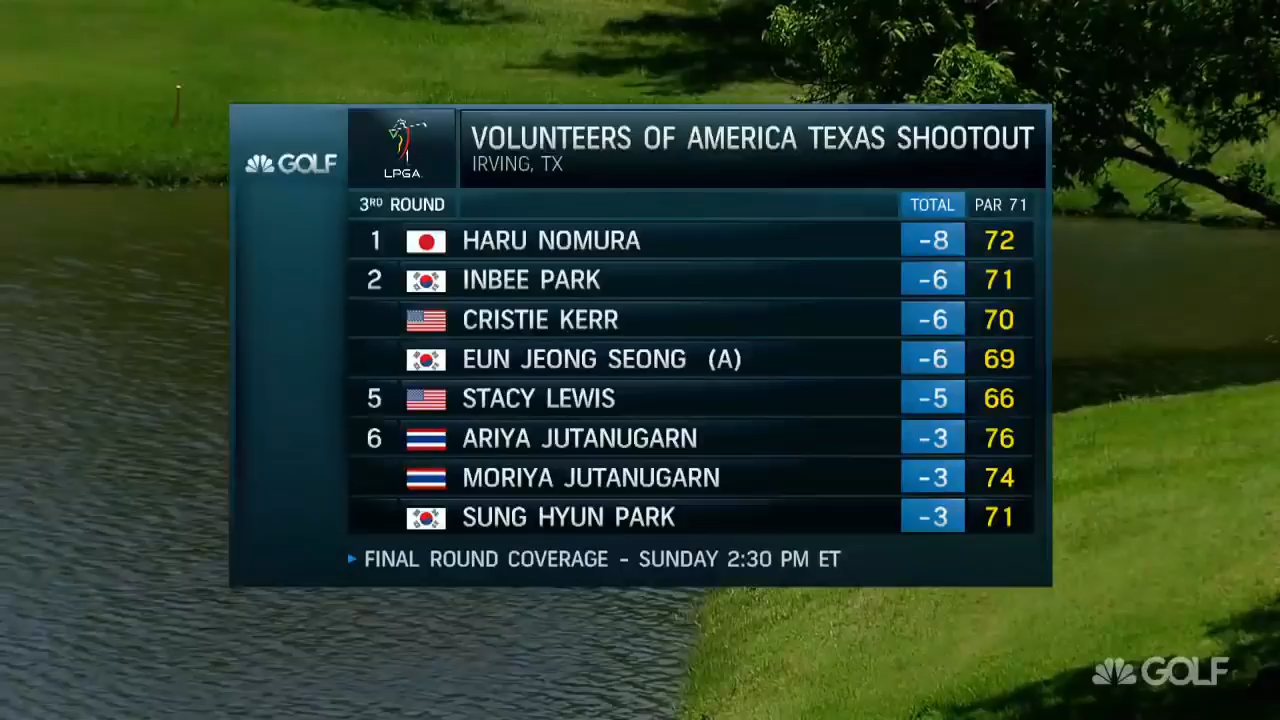 GOLF
LPGA
VOLUNTEERS OF AMERICA TEXAS SHOOTOUT
IRVING, TX
3RD ROUND TOTAL PAR 71
1 HARU NOMURA -8 72
2 INBEE PARK -6 71
CRISTIE KERR -6 70
EUN JEONG SEONG (A) -6 69
5 STACY LEWIS -5 66
6 ARIYA JUTANUGARN -3 76
MORIYA JUTANUGARN -3 74
SUNG HYUN PARK -3 71
FINAL ROUND COVERAGE - SUNDAY 2:30 PM ET
GOLF